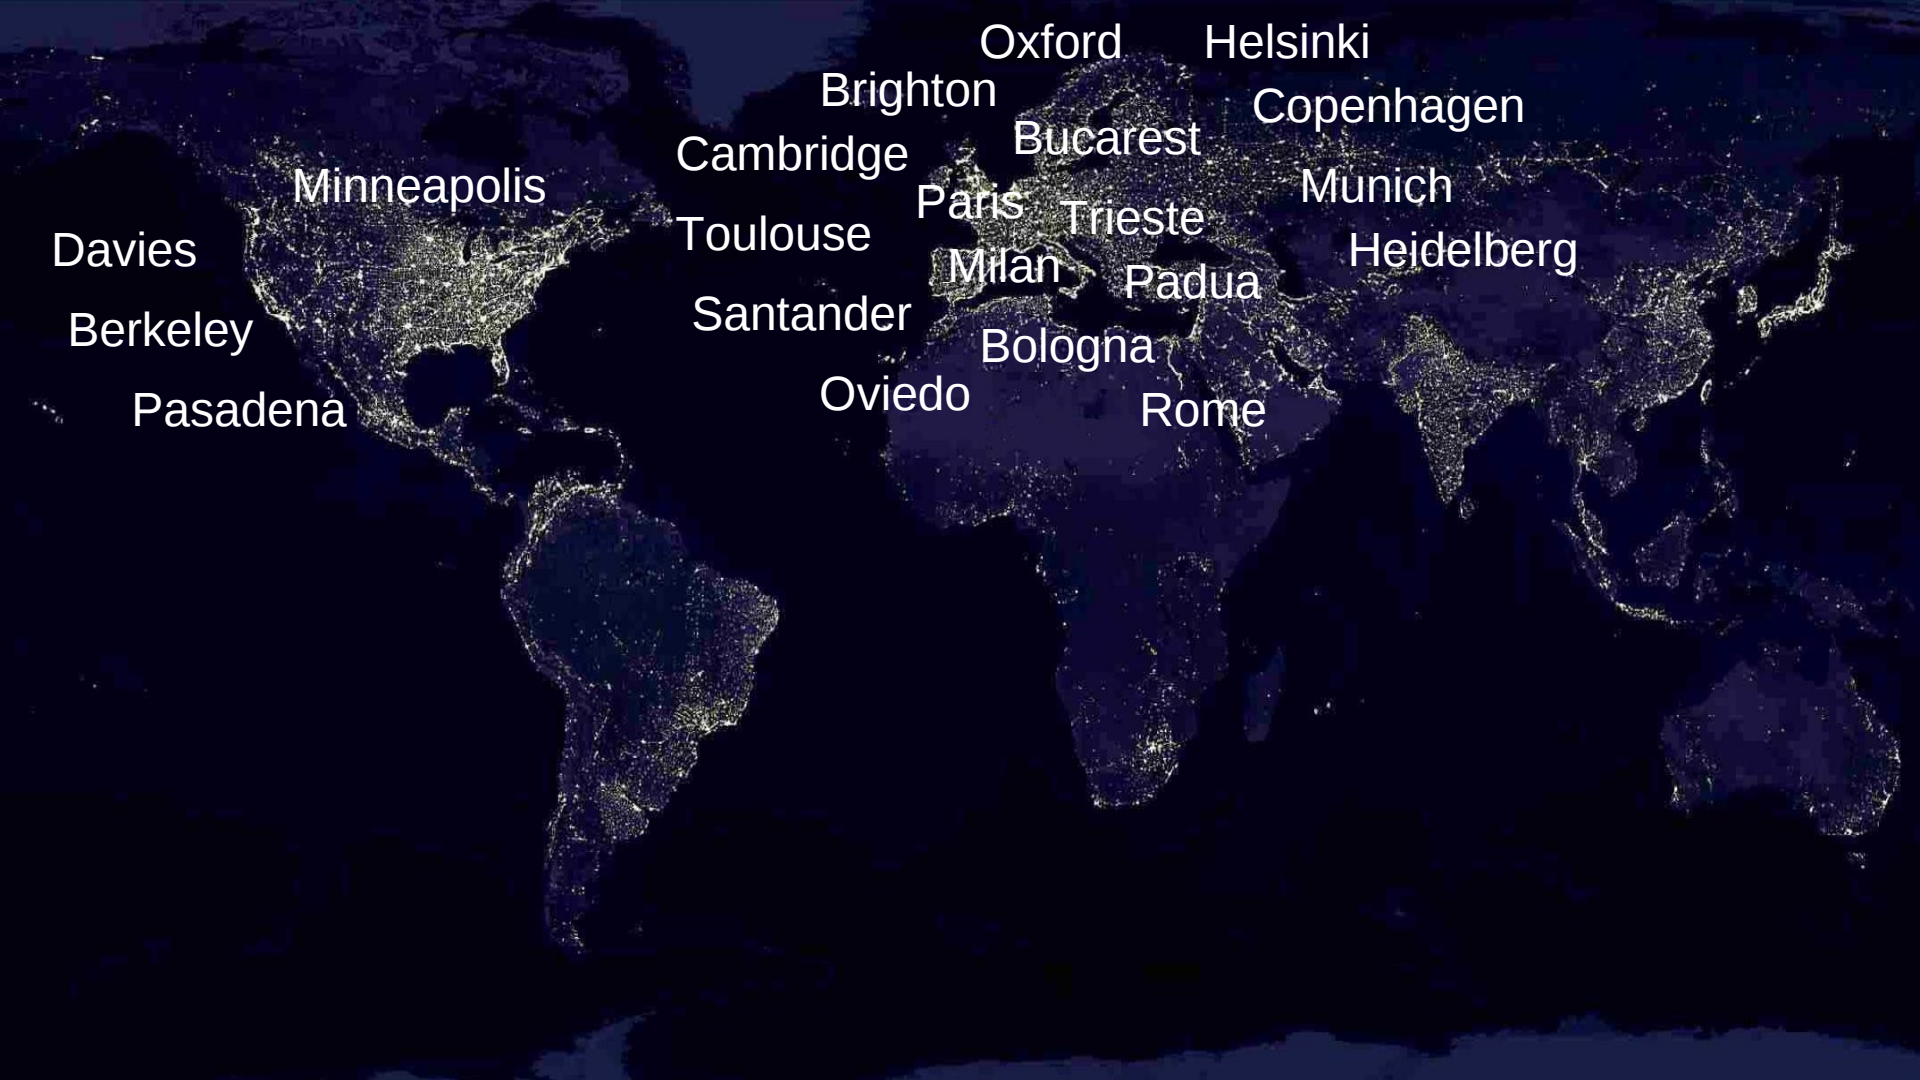 Oxford
Helsinki
Brighton
Copenhagen
Bucarest
Cambridge
Minneapolis
Munich
Paris
Trieste
Toulouse
Davies
Heidelberg
Milan
Padua
Santander
Berkeley
Bologna
Oviedo
Pasadena
Rome